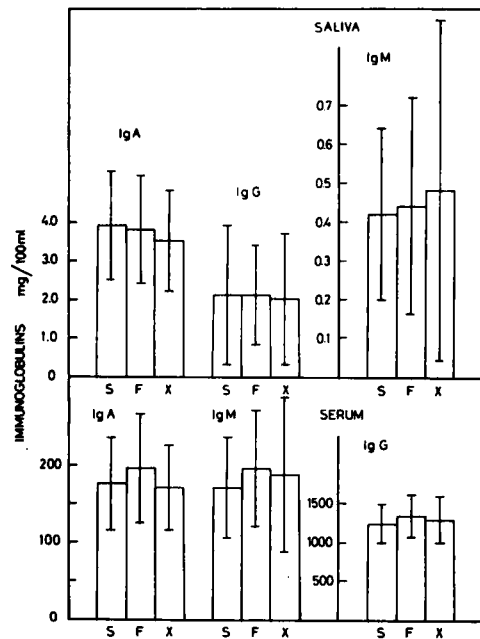 SALIVA
IgM
IgA
IgG
0.7
0.6
0.5
0.4
0.3
0.2
0.1
4.0
3.0
2.0
1.0
0
IMMUNOGLOBULINS mg/100ml
S F X
S F X
S F X
IgA
IgM
SERUM
IgG
200
100
0
1500
1000
500
S F X
S F X
S F X